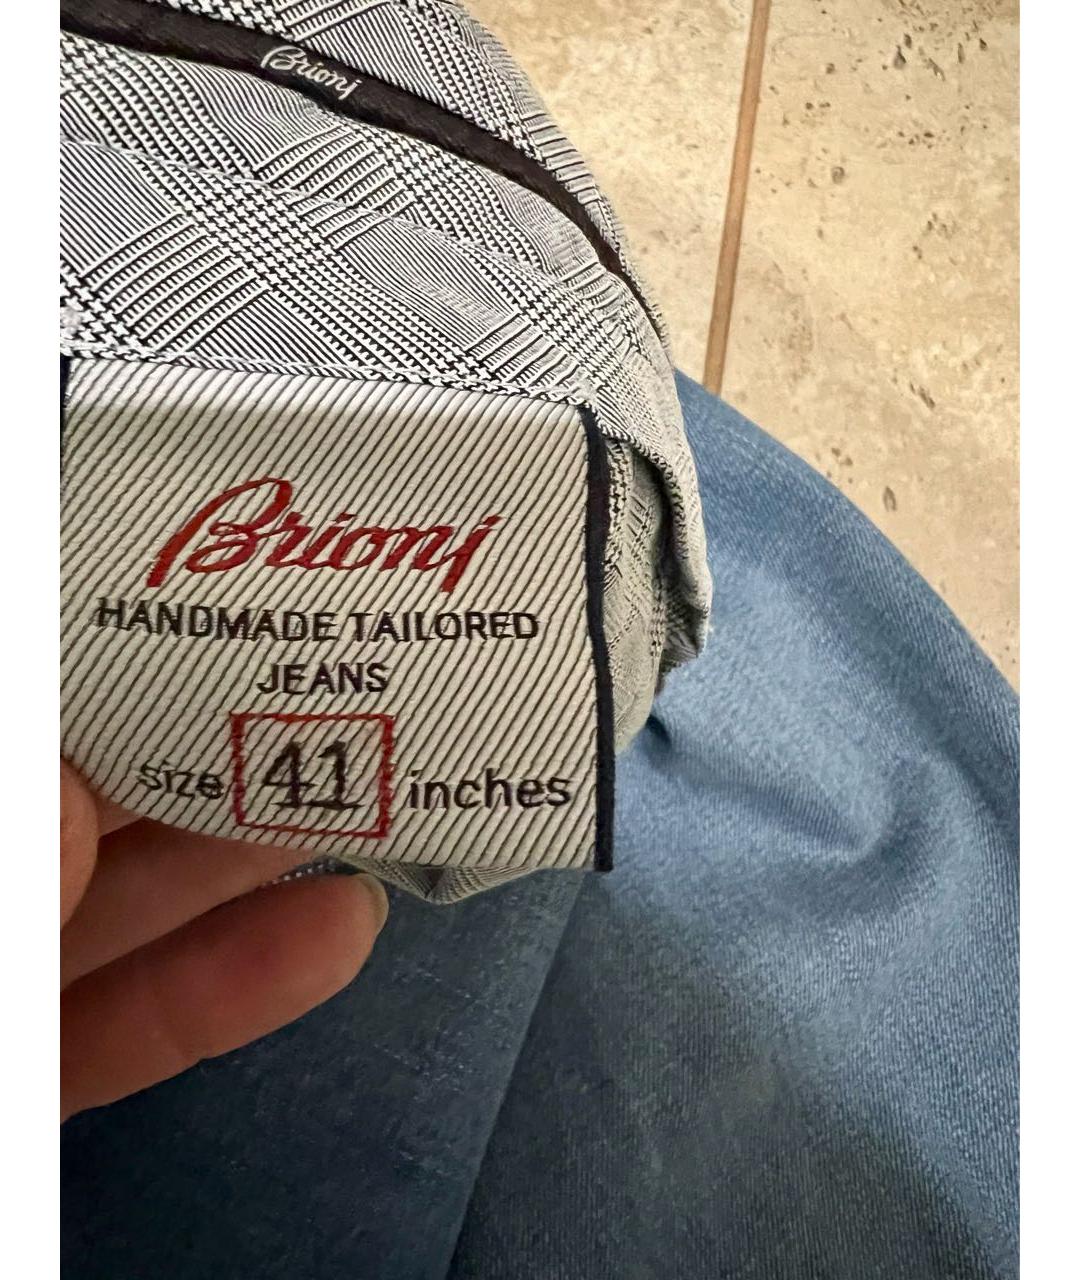 Brioni
Brioni
HANDMADE TAILORED
JEANS
size 41 inches